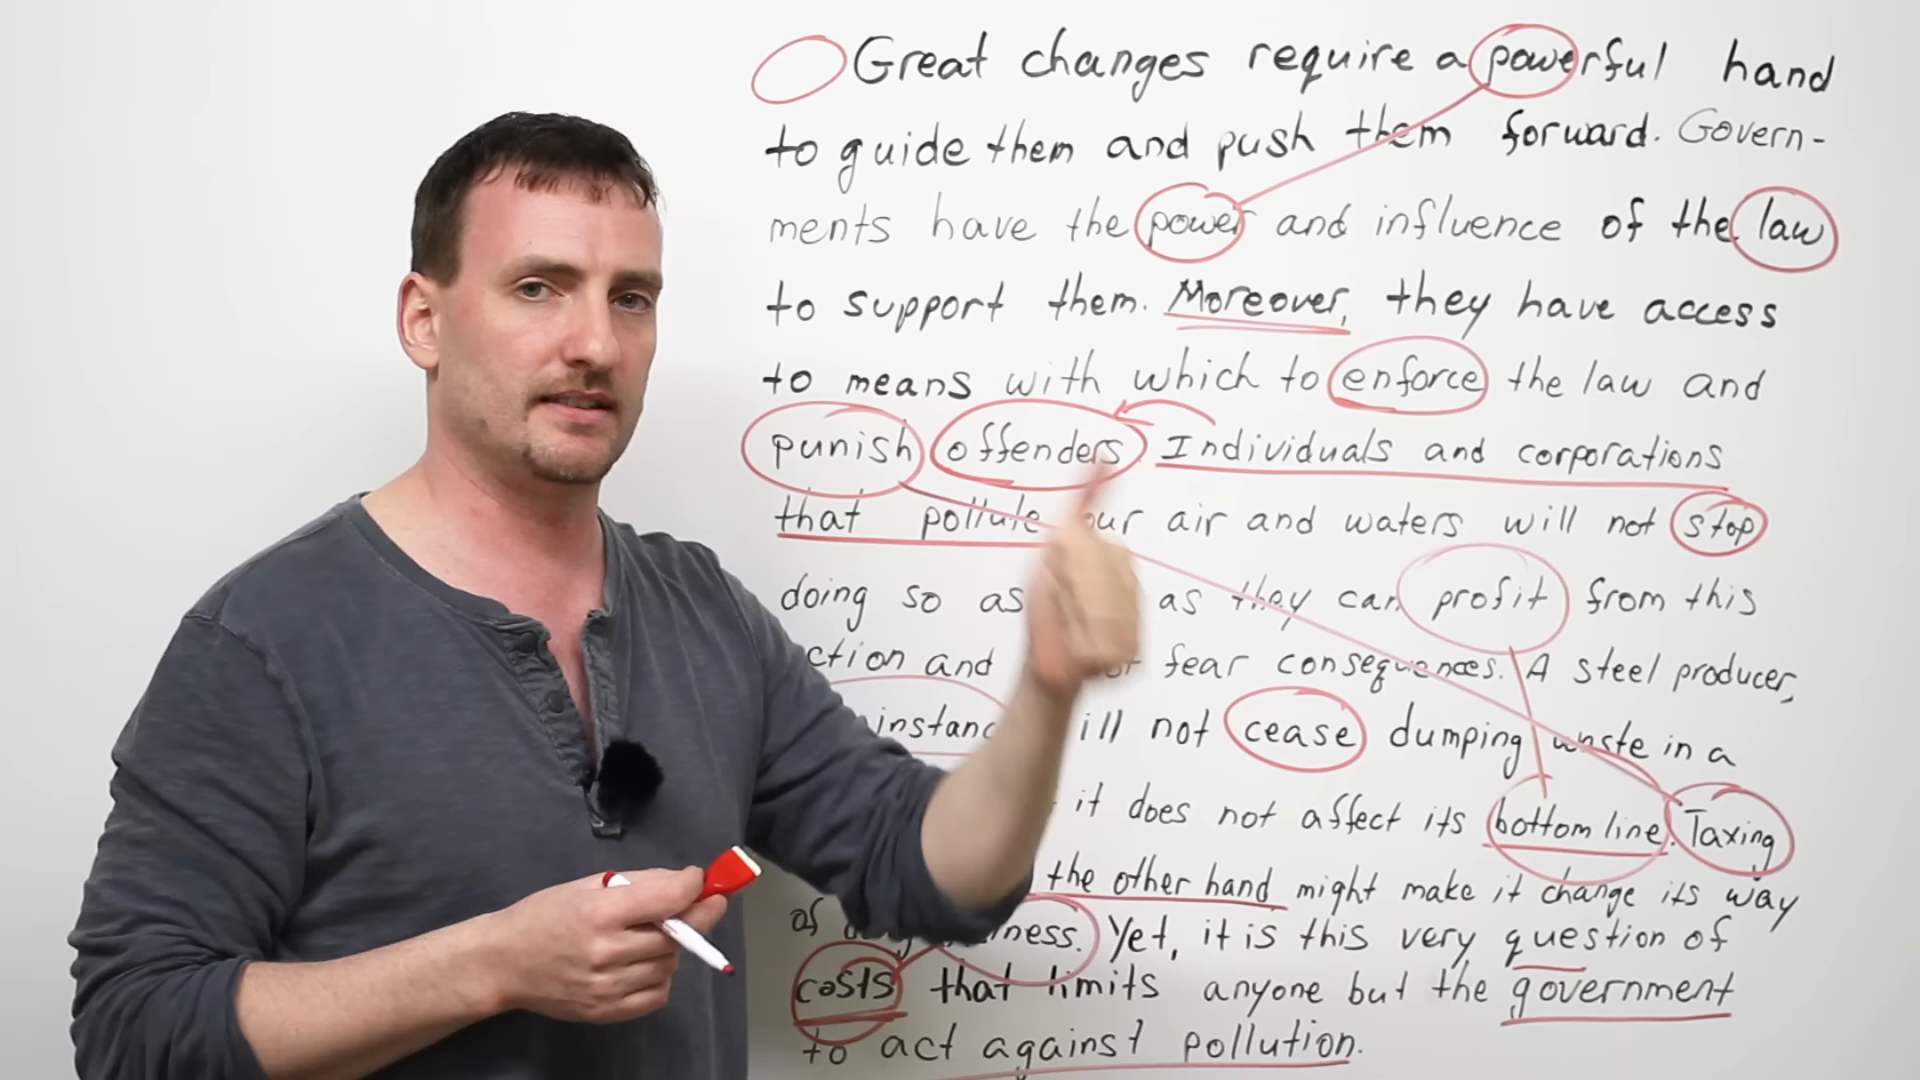 Great changes require a powerful hand
to guide them and push them forward. Govern-
ments have the power and influence of the law
to support them. Moreover, they have access
to means with which to enforce the law and
punish offenders. Individuals and corporations
that pollute our air and waters will not stop
doing so as as they can profit from this
and fear consequences. A steel producer,
not cease dumping waste in a
it does not affect its bottom line. Taxing
the other hand might make it change its way
of Yet, it is this very question of
costs that limits anyone but the government
to act against pollution.